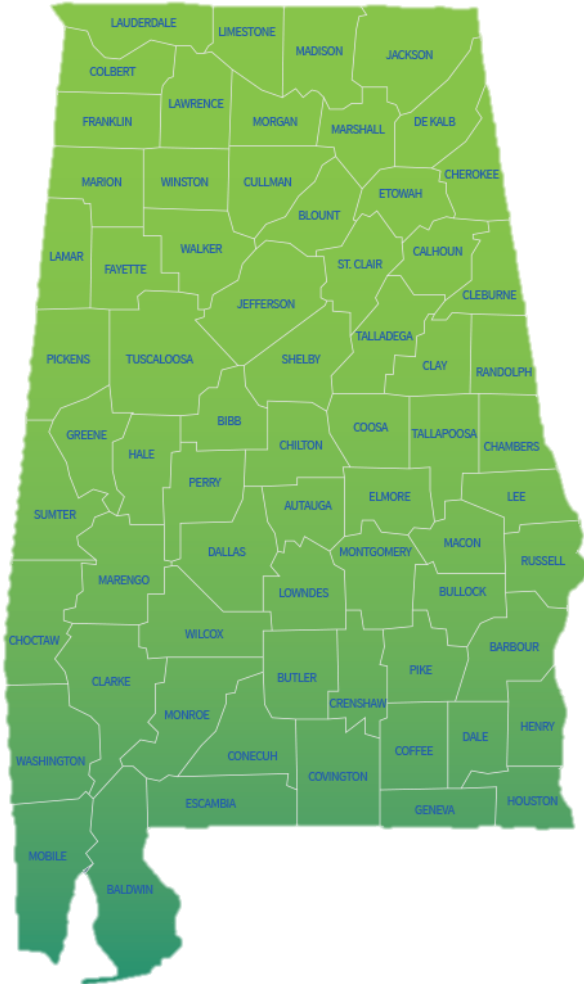 LAUDERDALE
LIMESTONE
MADISON
JACKSON
COLBERT
LAWRENCE
FRANKLIN
MORGAN
MARSHALL
DE KALB
MARION
WINSTON
CULLMAN
CHEROKEE
ETOWAH
BLOUNT
WALKER
CALHOUN
LAMAR
FAYETTE
ST. CLAIR
CLEBURNE
JEFFERSON
TALLADEGA
PICKENS
TUSCALOOSA
SHELBY
CLAY
RANDOLPH
BIBB
COOSA
GREENE
TALLAPOOSA
CHILTON
CHAMBERS
HALE
PERRY
ELMORE
LEE
AUTAUGA
SUMTER
DALLAS
MONTGOMERY
MACON
RUSSELL
MARENGO
LOWNDES
BULLOCK
CHOCTAW
WILCOX
BARBOUR
PIKE
CLARKE
BUTLER
CRENSHAW
MONROE
HENRY
COFFEE
DALE
CONECUH
WASHINGTON
COVINGTON
ESCAMBIA
HOUSTON
GENEVA
MOBILE
BALDWIN